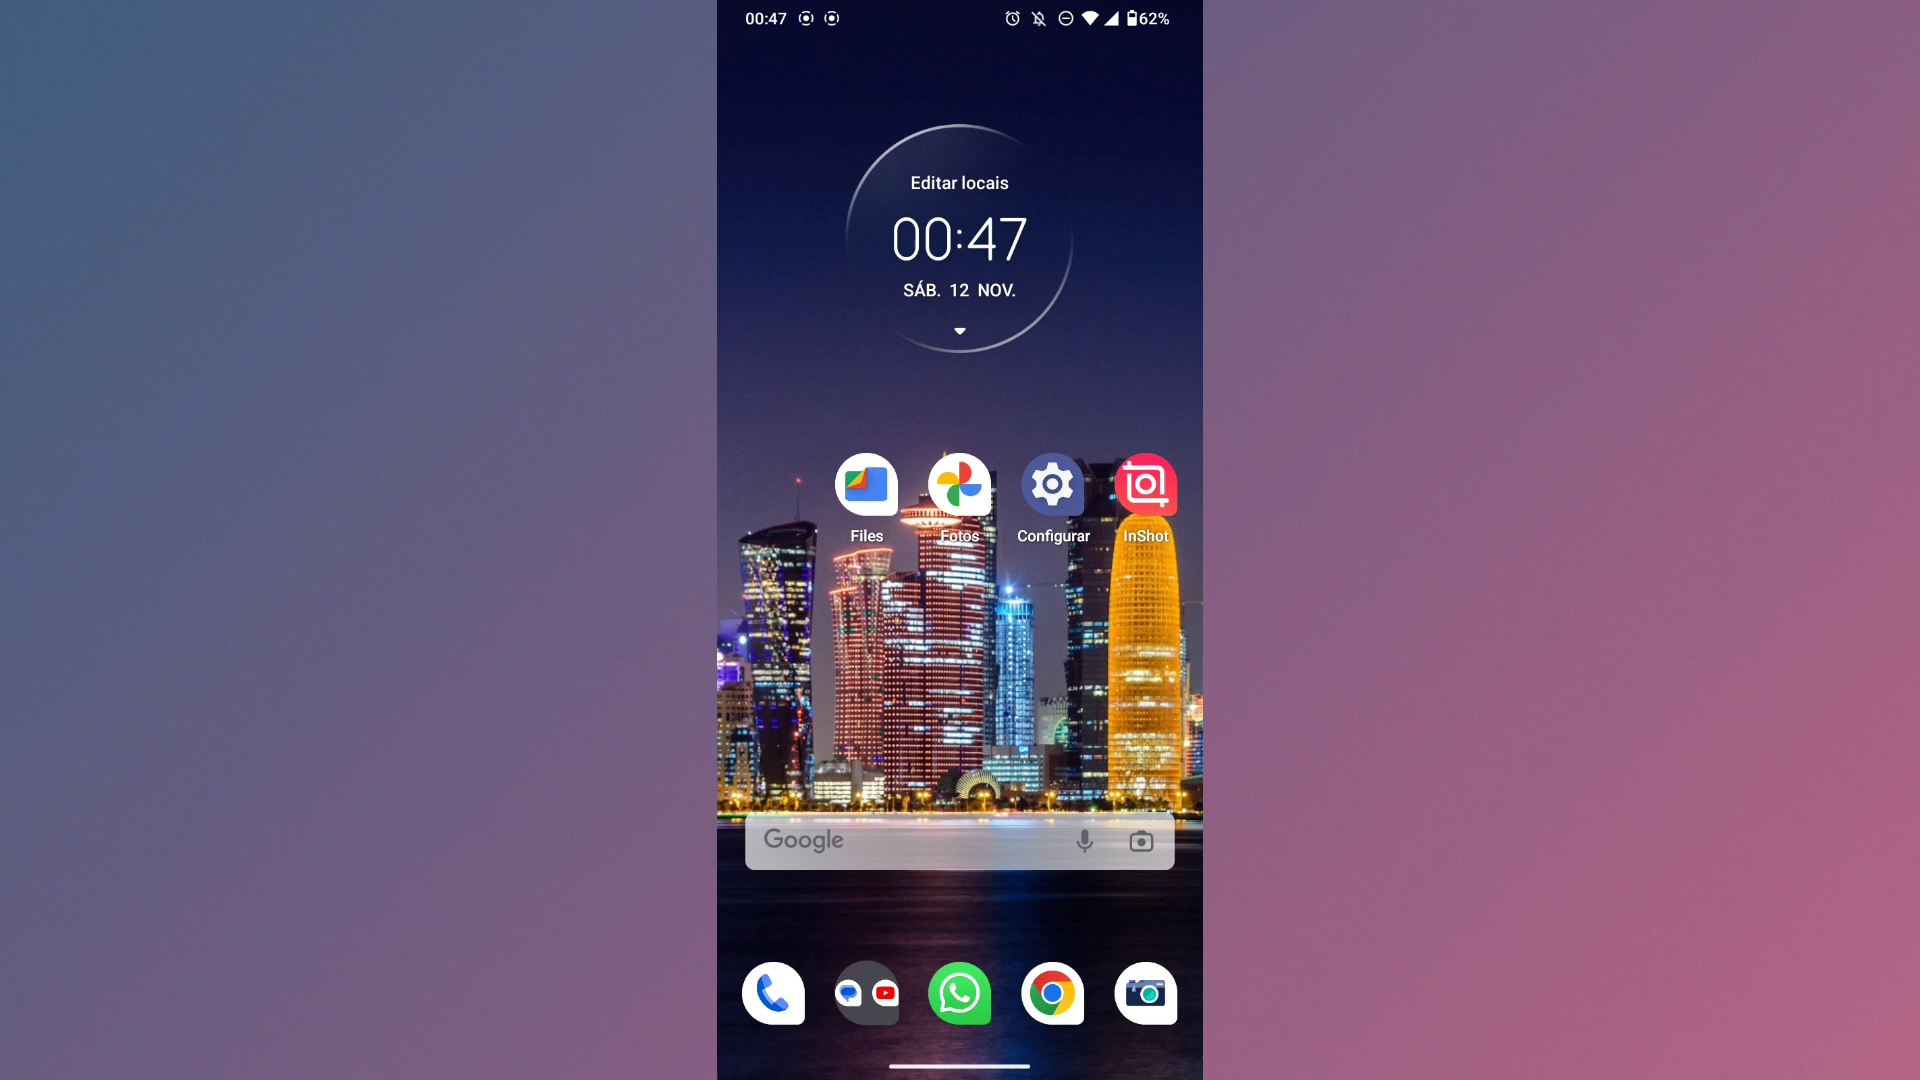 00:47
62%
Editar locais
00:47
SÁB. 12 NOV.
Files
Fotos
Configurar
InShot
Google